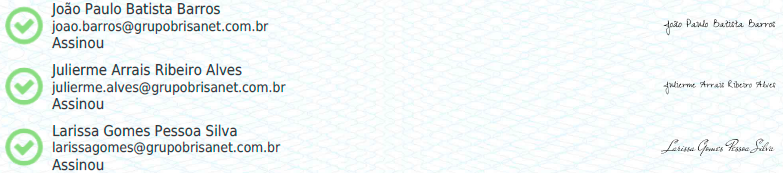 João Paulo Batista Barros
joao.barros@grupobrisanet.com.br
Assinou
João Paulo Batista Barros
Julierme Arrais Ribeiro Alves
julierme.alves@grupobrisanet.com.br
Assinou
Julierme Arrais Ribeiro Alves
Larissa Gomes Pessoa Silva
larissagomes@grupobrisanet.com.br
Assinou
Larissa Gomes Pessoa Silva